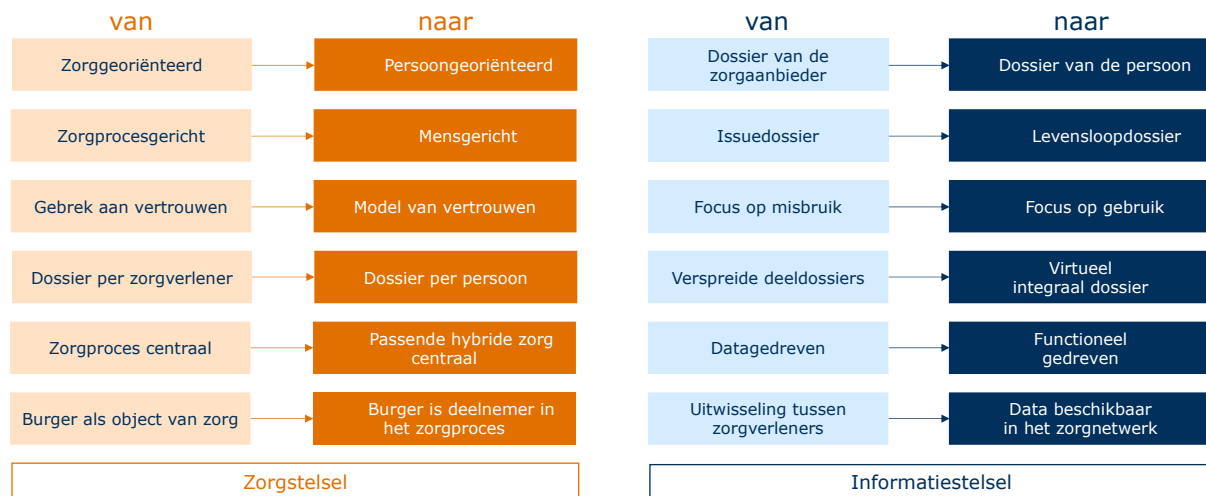 van naar
Zorggeoriënteerd Persoongeoriënteerd
Zorgprocesgericht Mensgericht
Gebrek aan vertrouwen Model van vertrouwen
Dossier per zorgverlener Dossier per persoon
Zorgproces centraal Passende hybride zorg
centraal
Burger als object van zorg Burger is deelnemer in
het zorgproces
Zorgstelsel
van naar
Dossier van de
zorgaanbieder
Dossier van de persoon
Issuedossier Levensloopdossier
Focus op misbruik Focus op gebruik
Verspreide deeldossiers Virtueel
integraal dossier
Datagedreven Functioneel
gedreven
Uitwisseling tussen
zorgverleners
Data beschikbaar
in het zorgnetwerk
Informatiestelsel